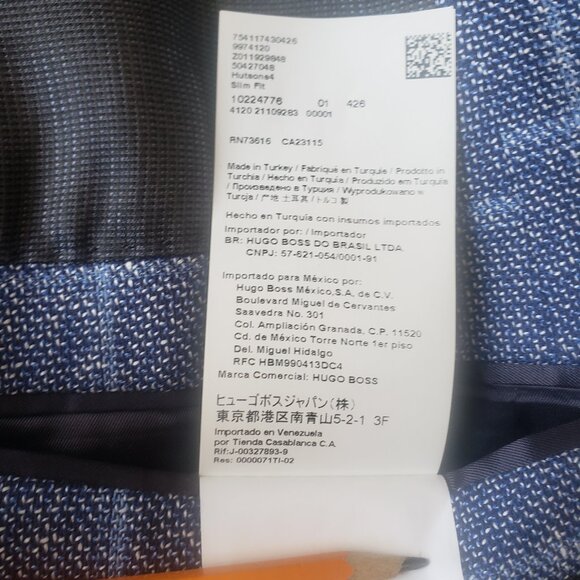 754117430426
9974120
Z011929848
50427048
Hutsons4
Slim Fit
10224776 01 426
4120 21109283 00001
RN73616 CA23115
Made in Turkey / Fabriqué en Turquie / Prodotto in
Turchia / Hecho en Turquía / Produzido em Turquia
/ Произведено в Турция / Wyprodukowano w
Turcja / 产地 土耳其 / トルコ製
Hecho en Turquía con insumos importados
Importador por: / Importador
BR: HUGO BOSS DO BRASIL LTDA.
CNPJ: 57-621-054/0001-91
Importado para México por:
Hugo Boss México,S.A. de C.V.
Boulevard Miguel de Cervantes
Saavedra No. 301
Col. Ampliación Granada, C.P. 11520
Cd. de México Torre Norte 1er piso
Del. Miguel Hidalgo
RFC HBM990413DC4
Marca Comercial: HUGO BOSS
ヒューゴボスジャパン(株)
東京都港区南青山5-2-1 3F
Importado en Venezuela
por Tienda Casablanca C.A.
Rif:J-00327893-9
Res: 0000071TI-02